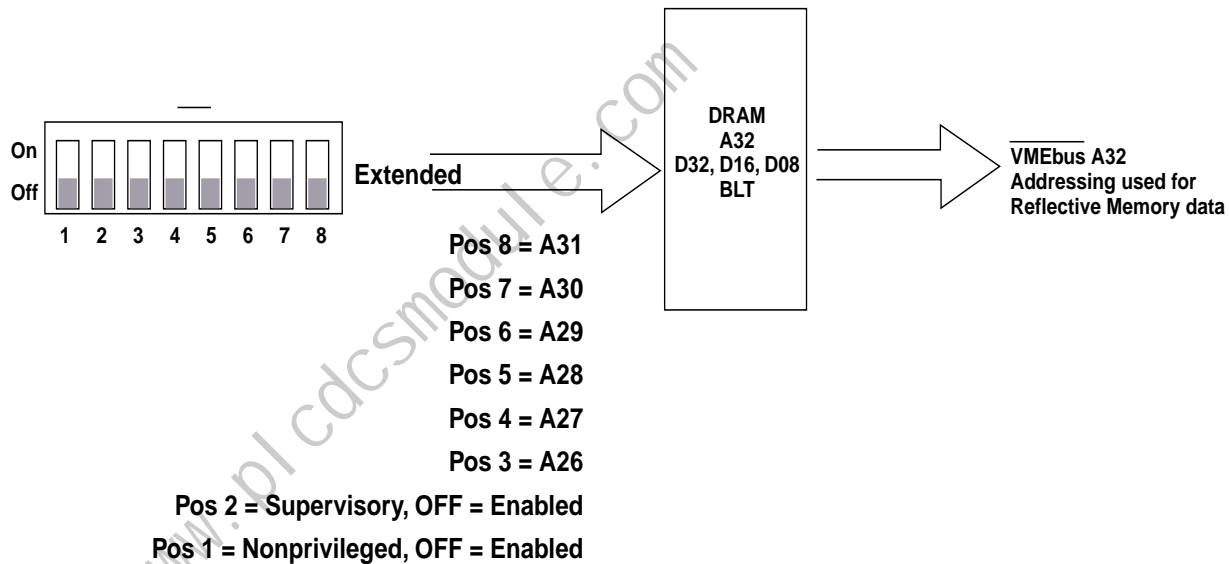 On
Off
1 2 3 4 5 6 7 8
Extended
DRAM
A32
D32, D16, D08
BLT
VMEbus A32
Addressing used for
Reflective Memory data
Pos 8 = A31
Pos 7 = A30
Pos 6 = A29
Pos 5 = A28
Pos 4 = A27
Pos 3 = A26
Pos 2 = Supervisory, OFF = Enabled
Pos 1 = Nonprivileged, OFF = Enabled
www.plcdcsmodule.com